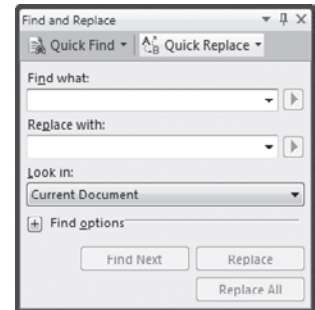 Find and Replace
Quick Find Quick Replace
Find what:
Replace with:
Look in:
Current Document
Find options
Find Next Replace
Replace All